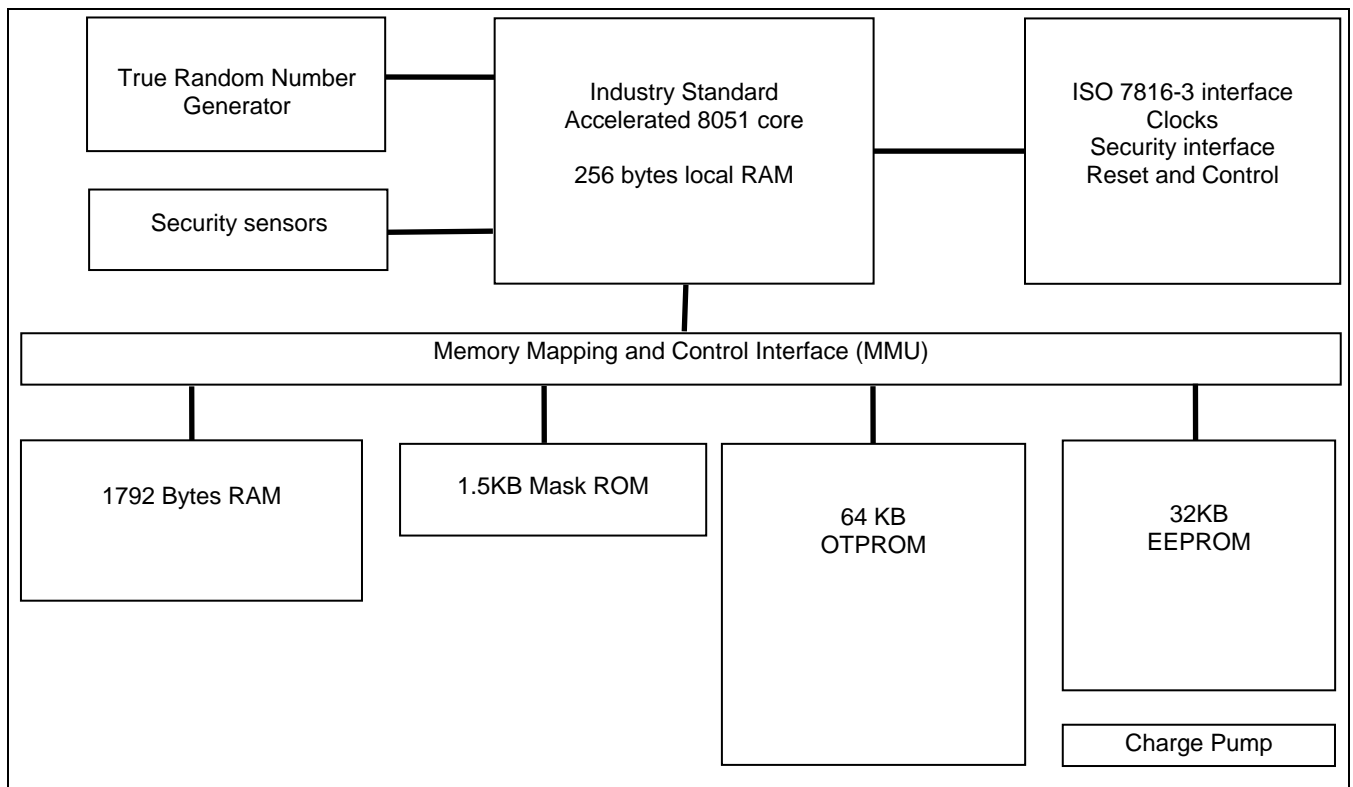 True Random Number
Generator
Industry Standard
Accelerated 8051 core
256 bytes local RAM
ISO 7816-3 interface
Clocks
Security interface
Reset and Control
Security sensors
Memory Mapping and Control Interface (MMU)
1792 Bytes RAM
1.5KB Mask ROM
64 KB
OTPROM
32KB
EEPROM
Charge Pump